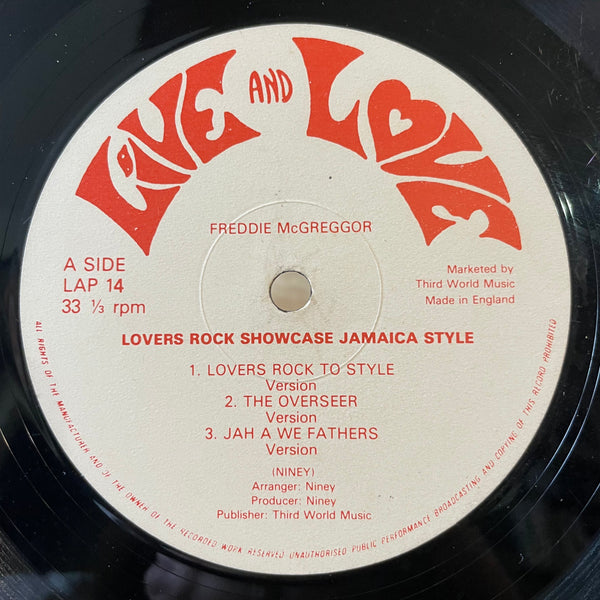 LIVE AND LOVE
FREDDIE McGREGGOR
A SIDE
LAP 14
33 ⅓ rpm
Marketed by
Third World Music
Made in England
LOVERS ROCK SHOWCASE JAMAICA STYLE
1. LOVERS ROCK TO STYLE
Version
2. THE OVERSEER
Version
3. JAH A WE FATHERS
Version
(NINEY)
Arranger: Niney
Producer: Niney
Publisher: Third World Music
ALL RIGHTS OF THE MANUFACTURER AND OF THE OWNER OF THE RECORDED WORK RESERVED UNAUTHORISED PUBLIC PERFORMANCE BROADCASTING AND COPYING OF THIS RECORD PROHIBITED